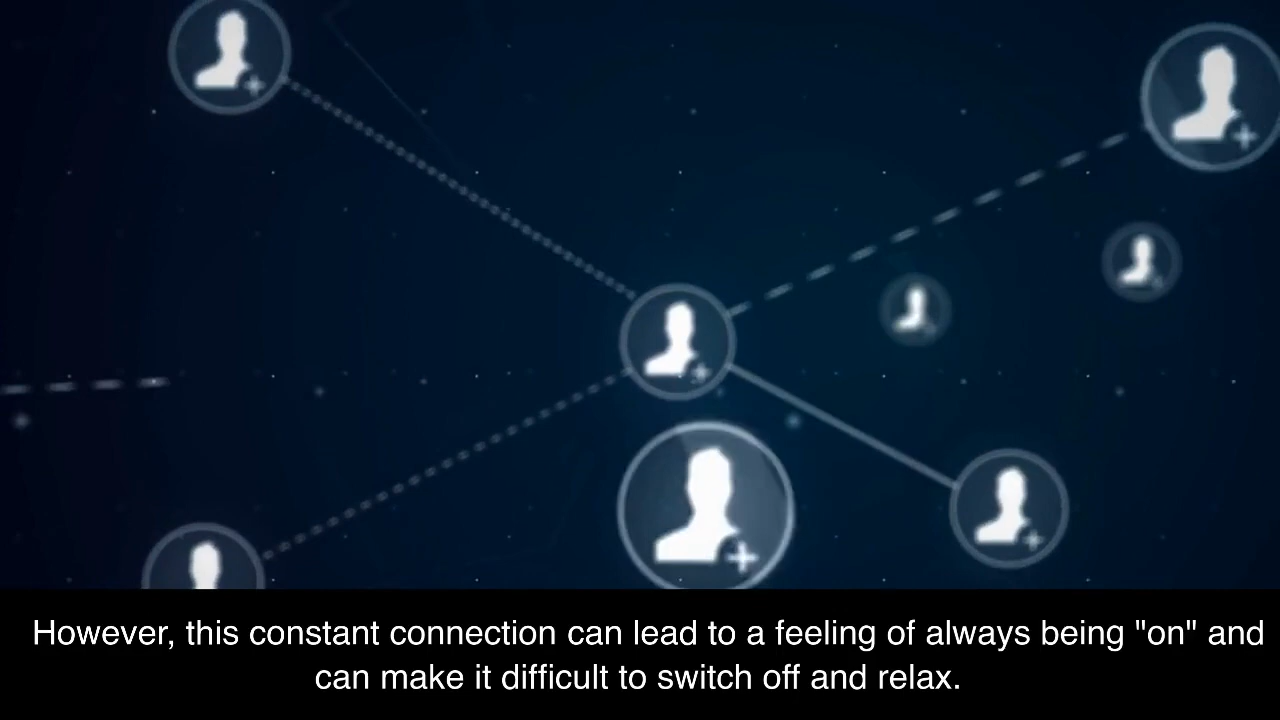 However, this constant connection can lead to a feeling of always being "on" and
can make it difficult to switch off and relax.